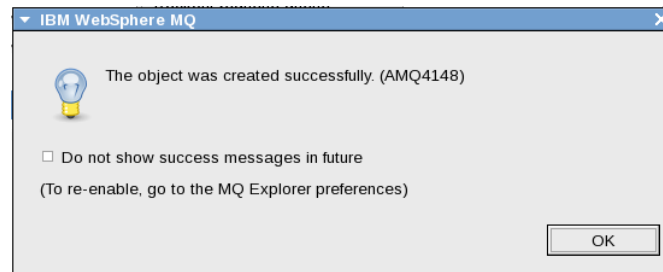 IBM WebSphere MQ
The object was created successfully. (AMQ4148)
Do not show success messages in future
(To re-enable, go to the MQ Explorer preferences)
OK